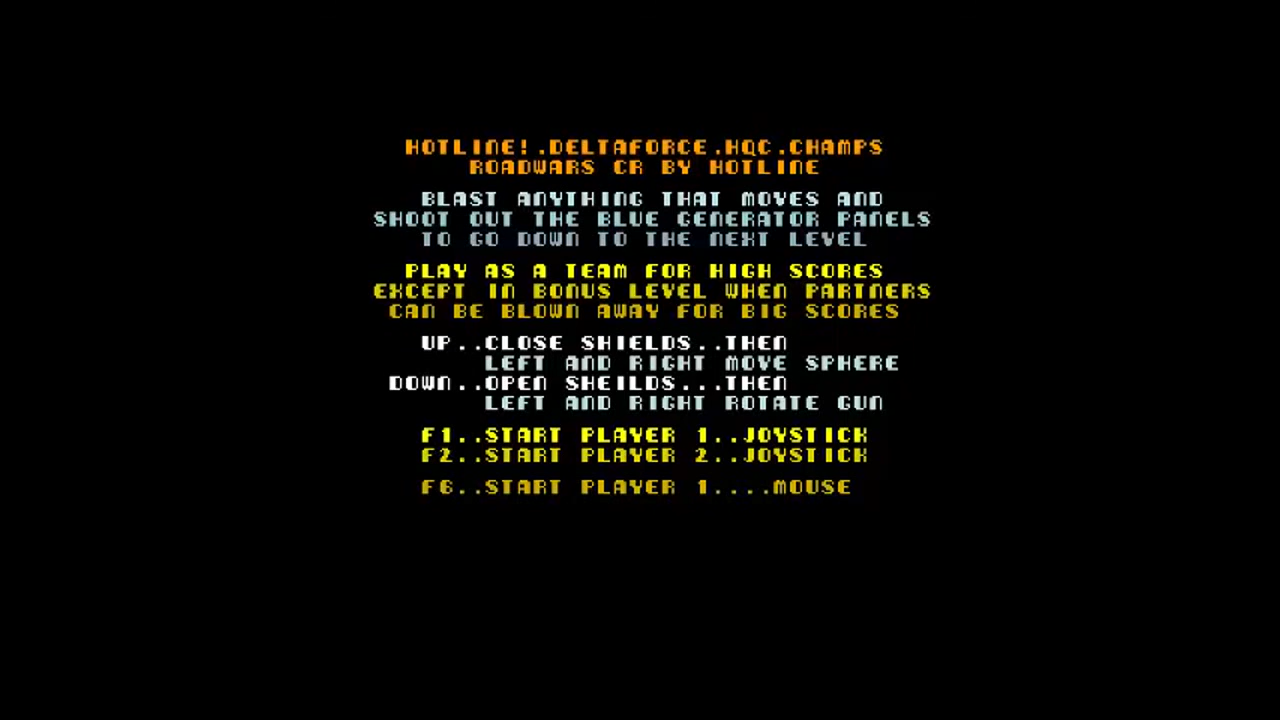 HOTLINE!.DELTAFORCE.HQC.CHAMPS
ROADWARS CR BY HOTLINE
BLAST ANYTHING THAT MOVES AND
SHOOT OUT THE BLUE GENERATOR PANELS
TO GO DOWN TO THE NEXT LEVEL
PLAY AS A TEAM FOR HIGH SCORES
EXCEPT IN BONUS LEVEL WHEN PARTNERS
CAN BE BLOWN AWAY FOR BIG SCORES
UP..CLOSE SHIELDS..THEN
LEFT AND RIGHT MOVE SPHERE
DOWN..OPEN SHEILDS...THEN
LEFT AND RIGHT ROTATE GUN
F1..START PLAYER 1..JOYSTICK
F2..START PLAYER 2..JOYSTICK
F6..START PLAYER 1....MOUSE